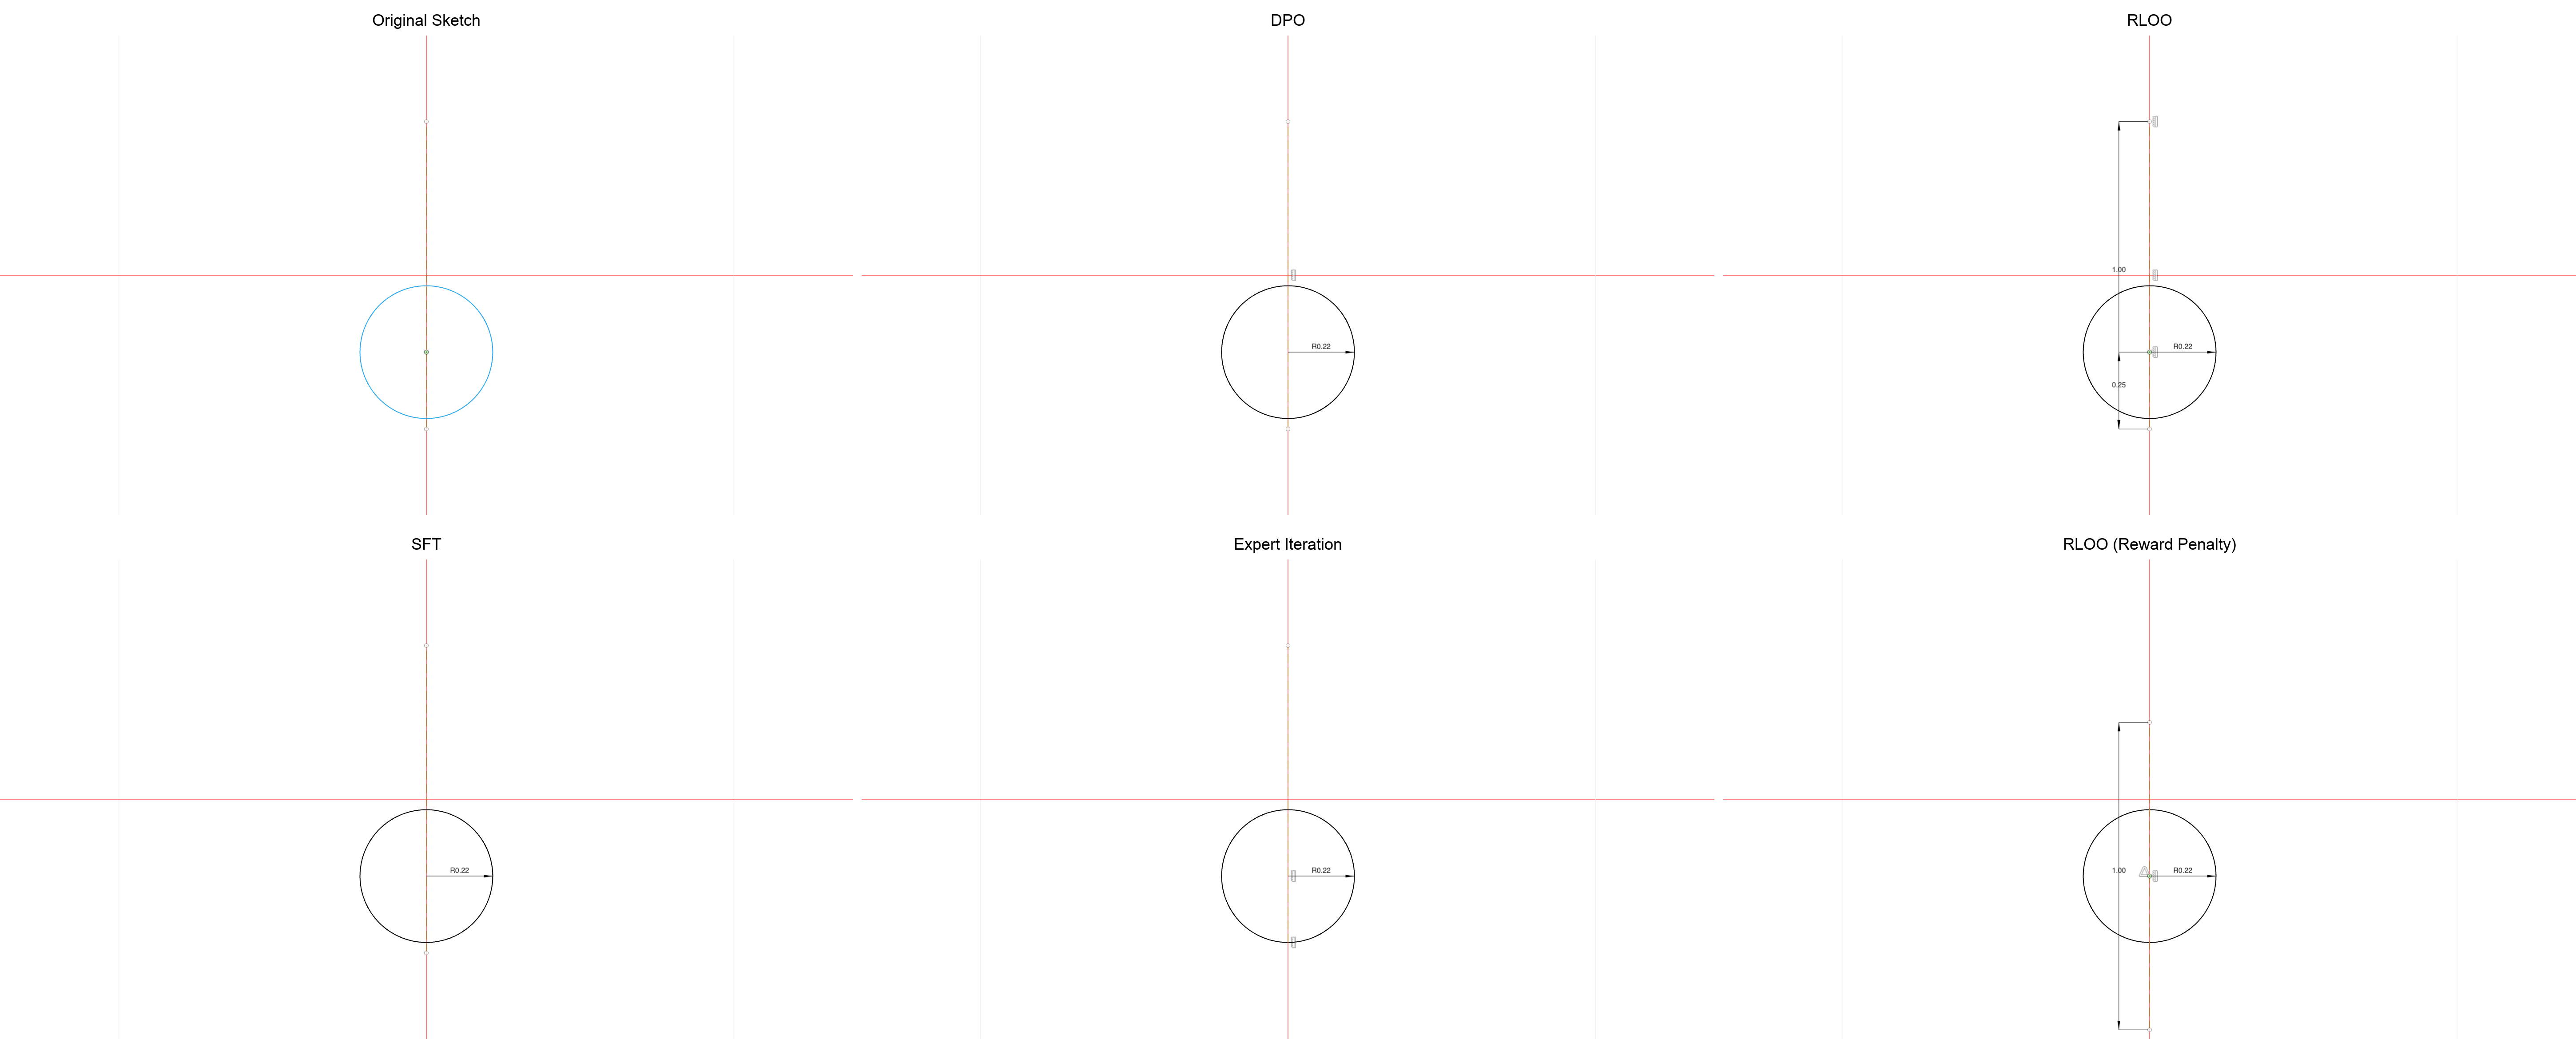 Original Sketch
DPO
RLOO
R0.22
1.00
R0.22
0.25
SFT
Expert Iteration
RLOO (Reward Penalty)
R0.22
R0.22
1.00
R0.22